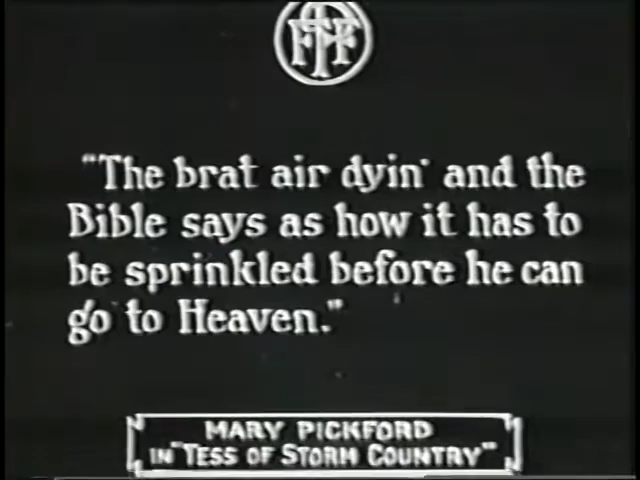 "The brat air dyin' and the
Bible says as how it has to
be sprinkled before he can
go to Heaven."
MARY PICKFORD
IN "TESS OF STORM COUNTRY"